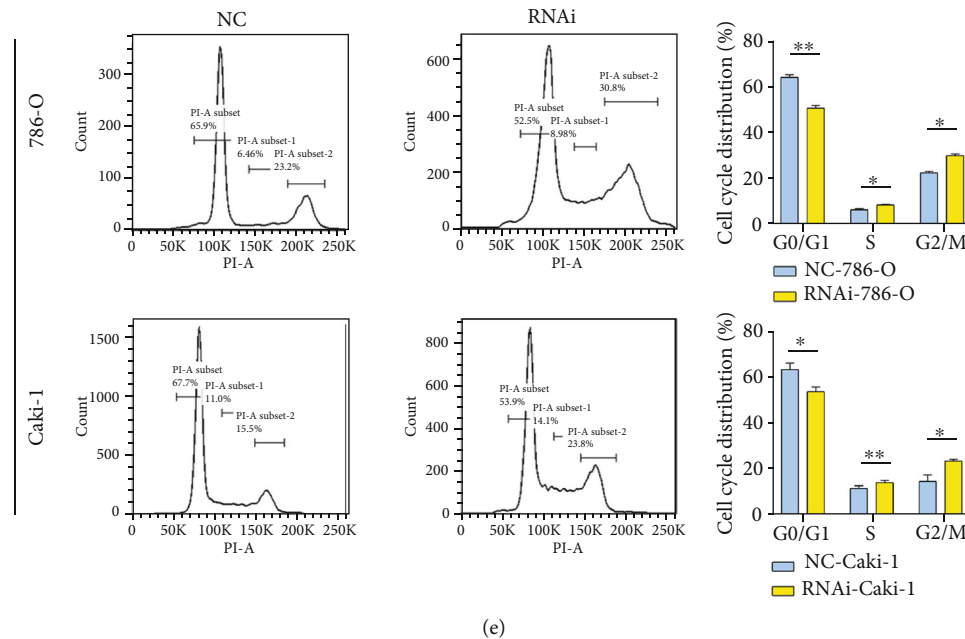 NC
RNAi
786-O
Count
300
200
100
0
PI-A subset
65.9%
PI-A subset-1
6.46%
PI-A subset-2
23.2%
0 50K 100K 150K 200K 250K
PI-A
Count
600
400
200
0
PI-A subset
52.5%
PI-A subset-1
8.98%
PI-A subset-2
30.8%
0 50K 100K 150K 200K 250K
PI-A
Cell cycle distribution (%)
80
60
40
20
0
**
*
*
G0/G1 S G2/M
NC-786-O
RNAi-786-O
Caki-1
Count
1500
1000
500
0
PI-A subset
67.7%
PI-A subset-1
11.0%
PI-A subset-2
15.5%
0 50K 100K 150K 200K 250K
PI-A
Count
800
600
400
200
0
PI-A subset
53.9%
PI-A subset-1
14.1%
PI-A subset-2
23.8%
0 50K 100K 150K 200K 250K
PI-A
Cell cycle distribution (%)
80
60
40
20
0
*
**
*
G0/G1 S G2/M
NC-Caki-1
RNAi-Caki-1
(e)